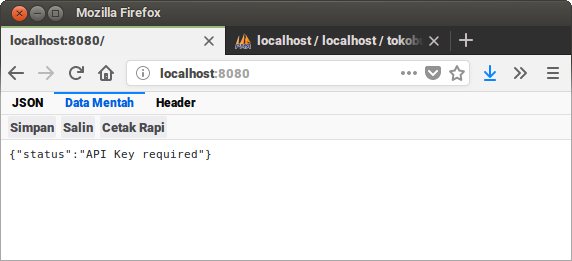 Mozilla Firefox
localhost:8080/
localhost / localhost / tokobu
localhost:8080
JSON Data Mentah Header
Simpan Salin Cetak Rapi
{"status":"API Key required"}